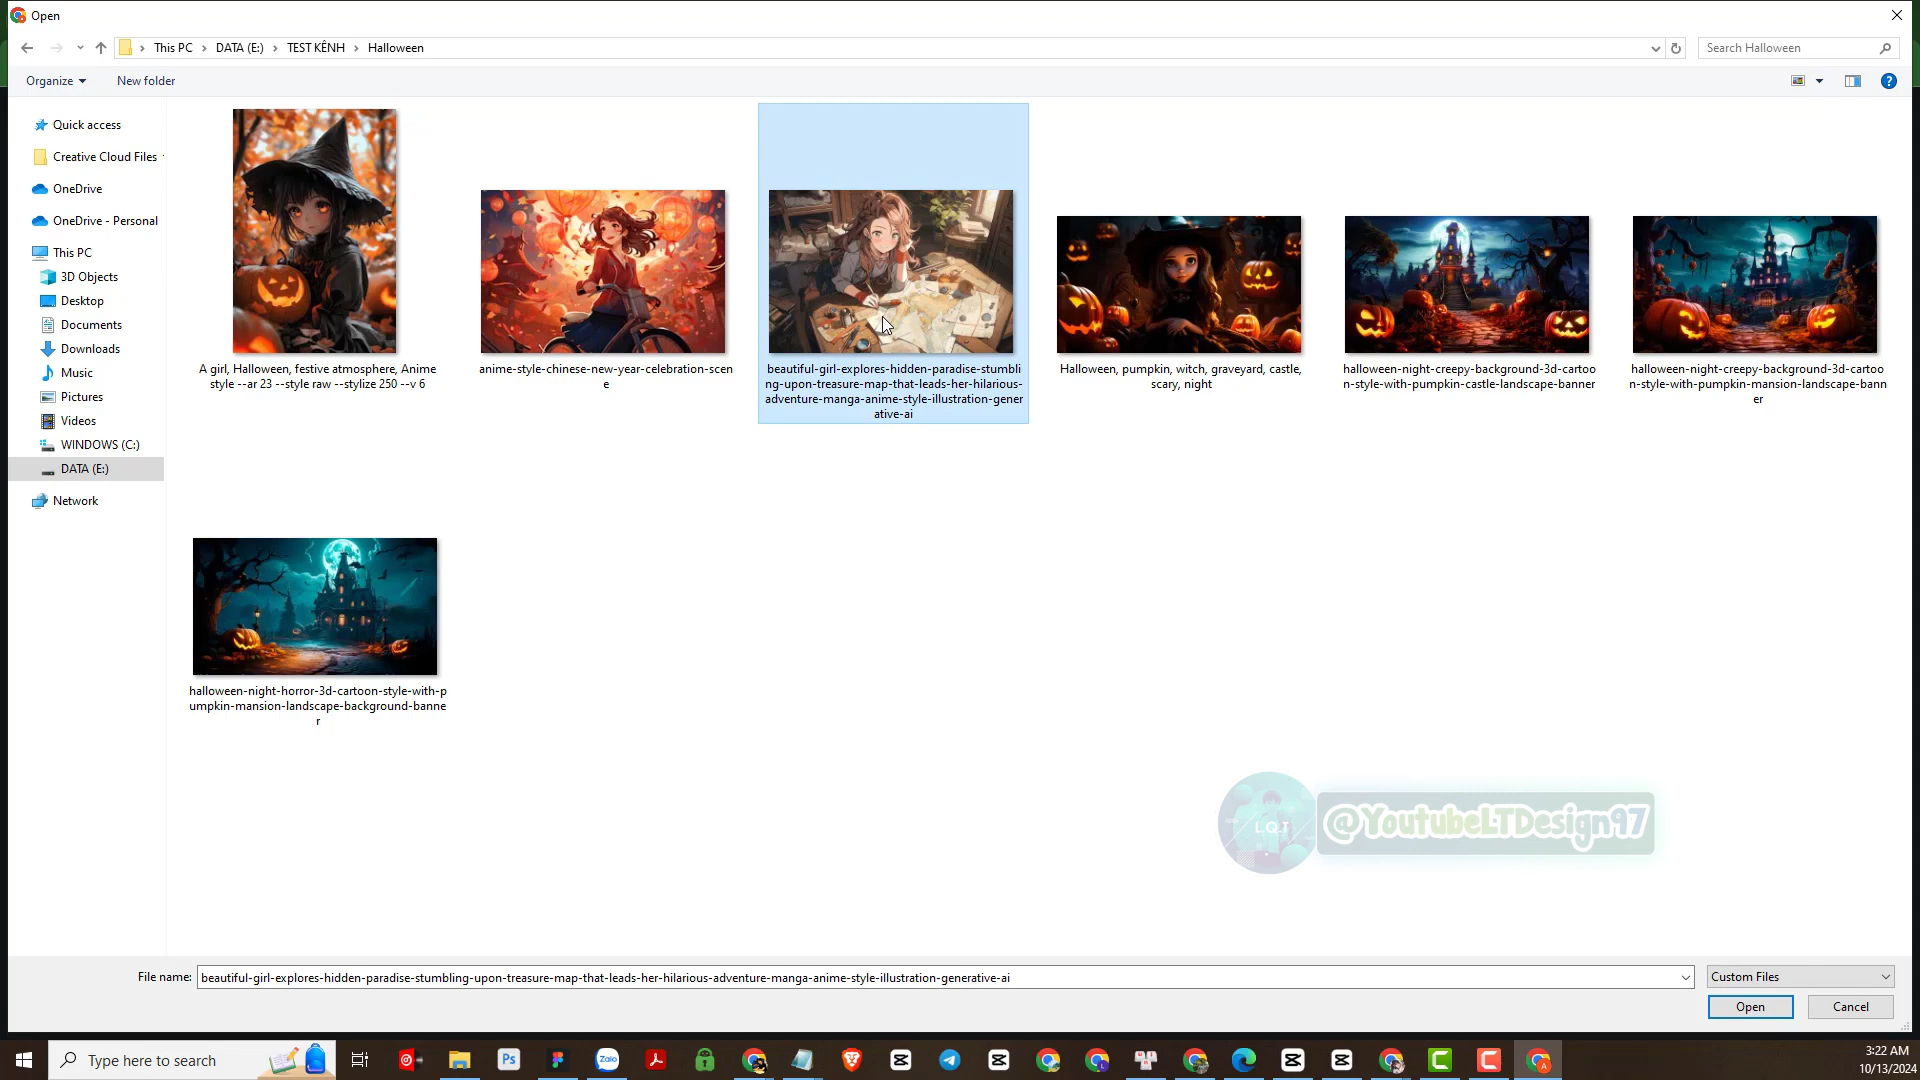 Open
This PC
DATA (E:)
TEST KÊNH
Halloween
Search Halloween
Organize
New folder
Quick access
Creative Cloud Files
OneDrive
OneDrive - Personal
This PC
3D Objects
Desktop
Documents
Downloads
Music
Pictures
Videos
WINDOWS (C:)
DATA (E:)
Network
A girl, Halloween, festive atmosphere, Anime
style --ar 23 --style raw --stylize 250 --v 6
anime-style-chinese-new-year-celebration-scen
e
beautiful-girl-explores-hidden-paradise-stumbli
ng-upon-treasure-map-that-leads-her-hilarious-
adventure-manga-anime-style-illustration-gener
ative-ai
Halloween, pumpkin, witch, graveyard, castle,
scary, night
halloween-night-creepy-background-3d-cartoo
n-style-with-pumpkin-castle-landscape-banner
halloween-night-creepy-background-3d-cartoo
n-style-with-pumpkin-mansion-landscape-bann
er
halloween-night-horror-3d-cartoon-style-with-p
umpkin-mansion-landscape-background-banne
r
L.Q.T
@YoutubeLTDesign97
File name:
beautiful-girl-explores-hidden-paradise-stumbling-upon-treasure-map-that-leads-her-hilarious-adventure-manga-anime-style-illustration-generative-ai
Custom Files
Open
Cancel
Type here to search
Ps
Zalo
3:22 AM
10/13/2024